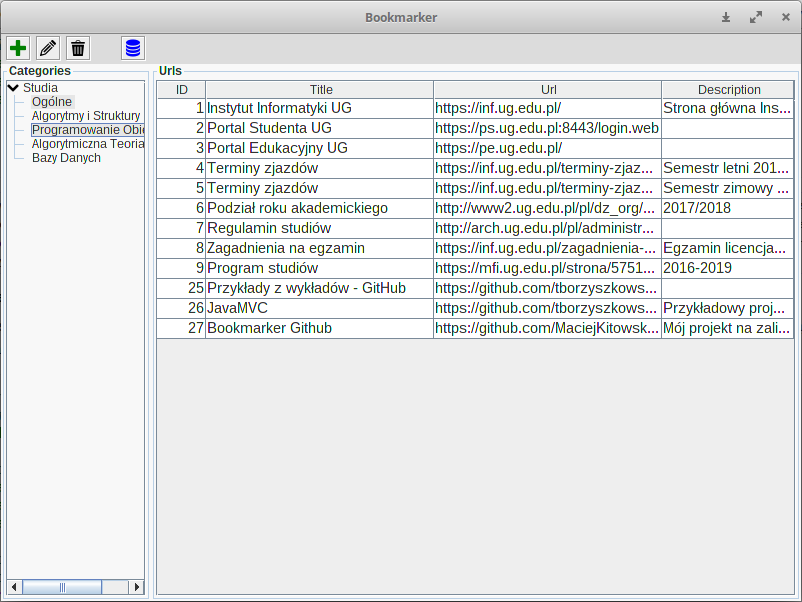 Bookmarker
Categories
Studia
Ogólne
Algorytmy i Struktury
Programowanie Obie
Algorytmiczna Teoria
Bazy Danych
Urls
ID Title Url Description
1 Instytut Informatyki UG https://inf.ug.edu.pl/ Strona główna Ins...
2 Portal Studenta UG https://ps.ug.edu.pl:8443/login.web
3 Portal Edukacyjny UG https://pe.ug.edu.pl/
4 Terminy zjazdów https://inf.ug.edu.pl/terminy-zjaz... Semestr letni 201...
5 Terminy zjazdów https://inf.ug.edu.pl/terminy-zjaz... Semestr zimowy ...
6 Podział roku akademickiego http://www2.ug.edu.pl/pl/dz_org/... 2017/2018
7 Regulamin studiów http://arch.ug.edu.pl/pl/administr...
8 Zagadnienia na egzamin https://inf.ug.edu.pl/zagadnienia-... Egzamin licencja...
9 Program studiów https://mfi.ug.edu.pl/strona/5751... 2016-2019
25 Przykłady z wykładów - GitHub https://github.com/tborzyszkows...
26 JavaMVC https://github.com/tborzyszkows... Przykładowy proj...
27 Bookmarker Github https://github.com/MaciejKitowsk... Mój projekt na zali...